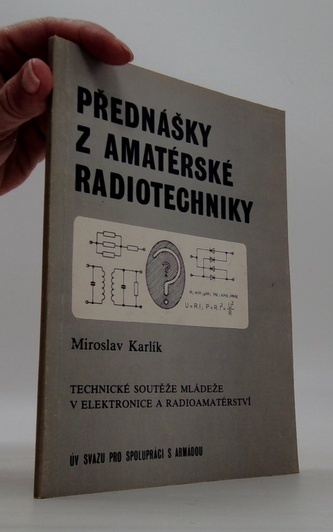 PŘEDNÁŠKY
Z AMATÉRSKÉ
RADIOTECHNIKY
Miroslav Karlík
TECHNICKÉ SOUTĚŽE MLÁDEŽE
V ELEKTRONICE A RADIOAMATÉRSTVÍ
ÚV SVAZU PRO SPOLUPRÁCI S ARMÁDOU